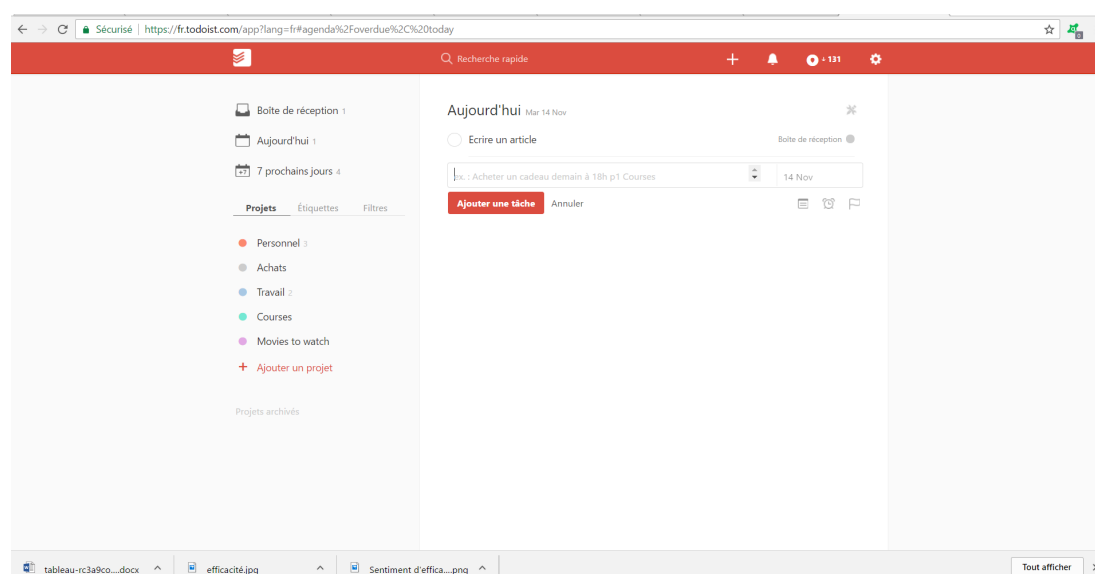 Sécurisé | https://fr.todoist.com/app?lang=fr#agenda%2Foverdue%2C%20today
Recherche rapide
+131
Boîte de réception 1
Aujourd'hui 1
+7 7 prochains jours 4
Projets Étiquettes Filtres
Personnel 3
Achats
Travail 2
Courses
Movies to watch
+ Ajouter un projet
Projets archivés
Aujourd'hui Mar 14 Nov
Ecrire un article Boîte de réception
ex. : Acheter un cadeau demain à 18h p1 Courses 14 Nov
Ajouter une tâche Annuler
tableau-rc3a9co....docx efficacité.jpg Sentiment d'effica....png Tout afficher